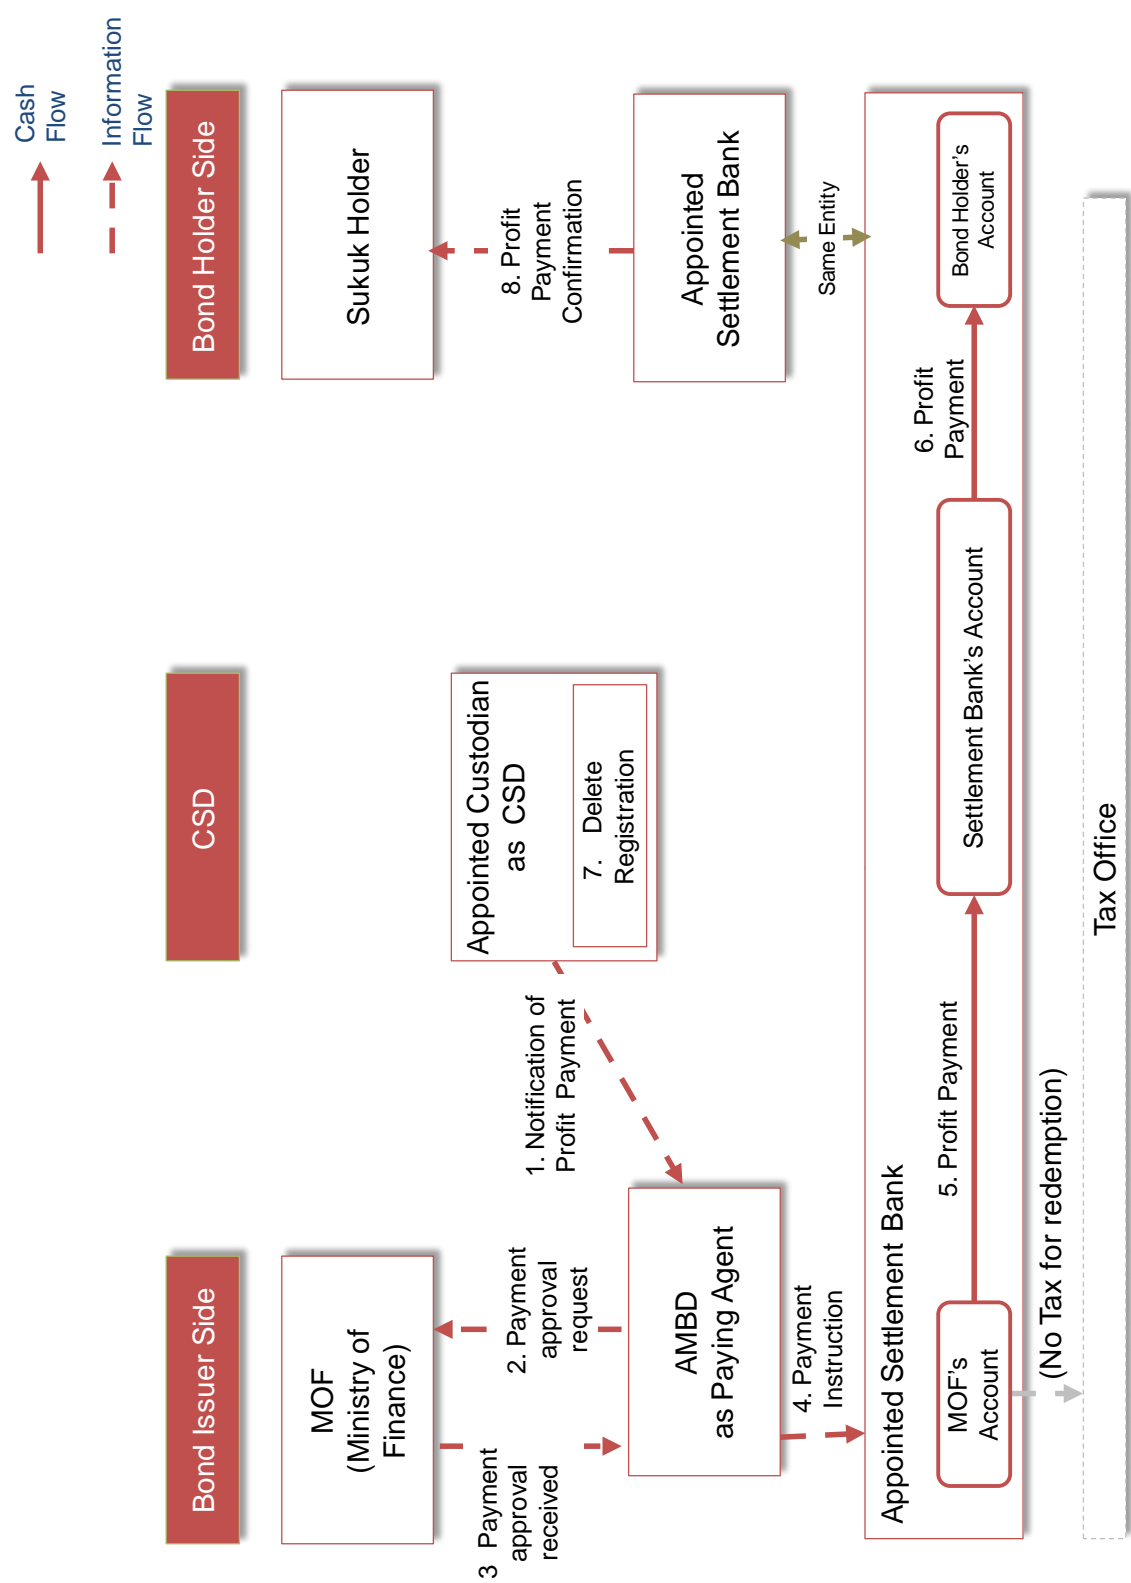 Cash
Flow
Information
Flow
Bond Issuer Side
CSD
Bond Holder Side
MOF
(Ministry of
Finance)
Sukuk Holder
3  Payment
approval
received
2. Payment
approval
request
1. Notification of
Profit  Payment
Appointed Custodian
as  CSD
7.   Delete
Registration
8. Profit
Payment
Confirmation
AMBD
as Paying Agent
Appointed
Settlement Bank
4. Payment
Instruction
Same Entity
Appointed Settlement Bank
MOF's
Account
5. Profit Payment
Settlement Bank's Account
6. Profit
Payment
Bond Holder's
Account
(No Tax for redemption)
Tax Office